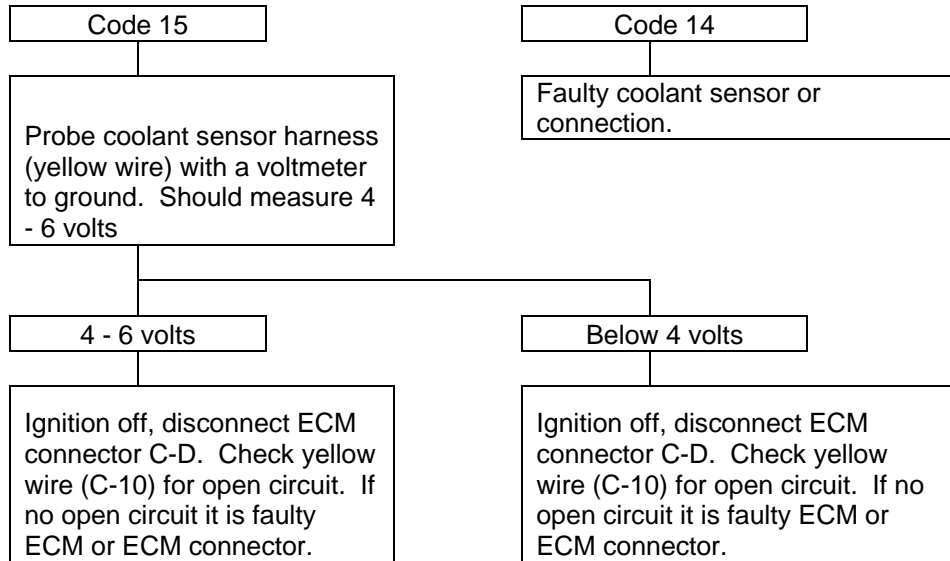 Code 15
Code 14
Probe coolant sensor harness
(yellow wire) with a voltmeter
to ground.  Should measure 4
- 6 volts
Faulty coolant sensor or
connection.
4 - 6 volts
Below 4 volts
Ignition off, disconnect ECM
connector C-D.  Check yellow
wire (C-10) for open circuit.  If
no open circuit it is faulty
ECM or ECM connector.
Ignition off, disconnect ECM
connector C-D.  Check yellow
wire (C-10) for open circuit.  If no
open circuit it is faulty ECM or
ECM connector.